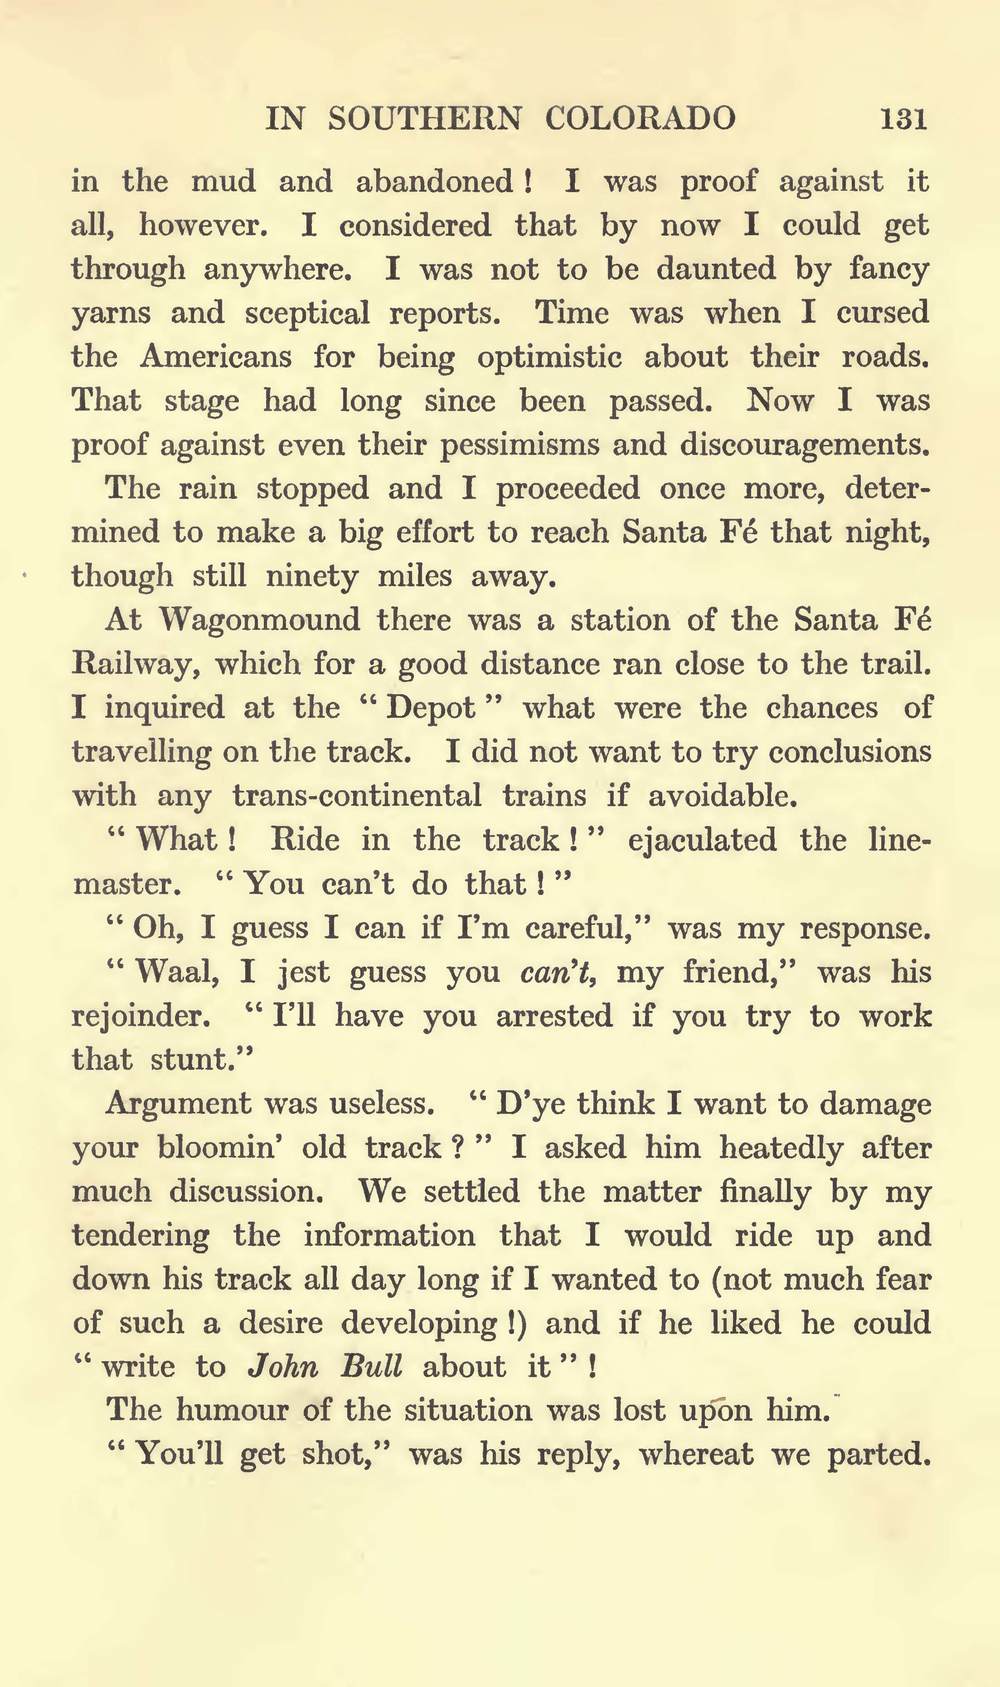 IN SOUTHERN COLORADO 131
in the mud and abandoned ! I was proof against it
all, however. I considered that by now I could get
through anywhere. I was not to be daunted by fancy
yarns and sceptical reports. Time was when I cursed
the Americans for being optimistic about their roads.
That stage had long since been passed. Now I was
proof against even their pessimisms and discouragements.
The rain stopped and I proceeded once more, deter-
mined to make a big effort to reach Santa Fé that night,
though still ninety miles away.
At Wagonmound there was a station of the Santa Fé
Railway, which for a good distance ran close to the trail.
I inquired at the “ Depot ” what were the chances of
travelling on the track. I did not want to try conclusions
with any trans-continental trains if avoidable.
“ What ! Ride in the track ! ” ejaculated the line-
master. “ You can’t do that ! ”
“ Oh, I guess I can if I’m careful,” was my response.
“ Waal, I jest guess you can’t, my friend,” was his
rejoinder. “ I’ll have you arrested if you try to work
that stunt.”
Argument was useless. “ D’ye think I want to damage
your bloomin’ old track ? ” I asked him heatedly after
much discussion. We settled the matter finally by my
tendering the information that I would ride up and
down his track all day long if I wanted to (not much fear
of such a desire developing !) and if he liked he could
“ write to John Bull about it ” !
The humour of the situation was lost upon him.
“ You’ll get shot,” was his reply, whereat we parted.